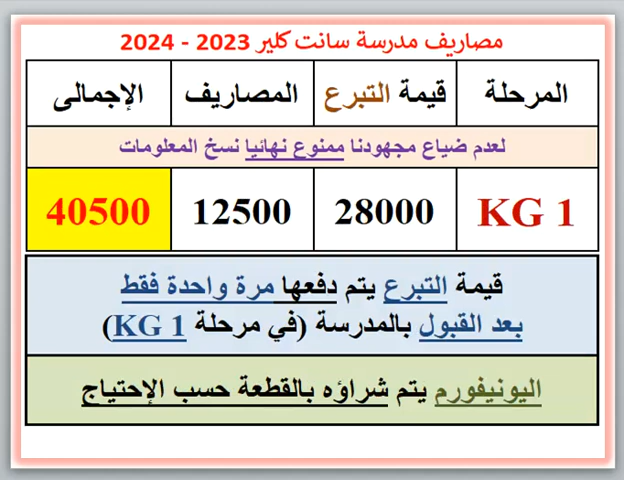 مصاريف مدرسة سانت كلير 2023 - 2024
المرحلة قيمة التبرع المصاريف الإجمالى
لعدم ضياع مجهودنا ممنوع نهائيا نسخ المعلومات
KG 1 28000 12500 40500
قيمة التبرع يتم دفعها مرة واحدة فقط
بعد القبول بالمدرسة (في مرحلة KG 1)
اليونيفورم يتم شراؤه بالقطعة حسب الإحتياج